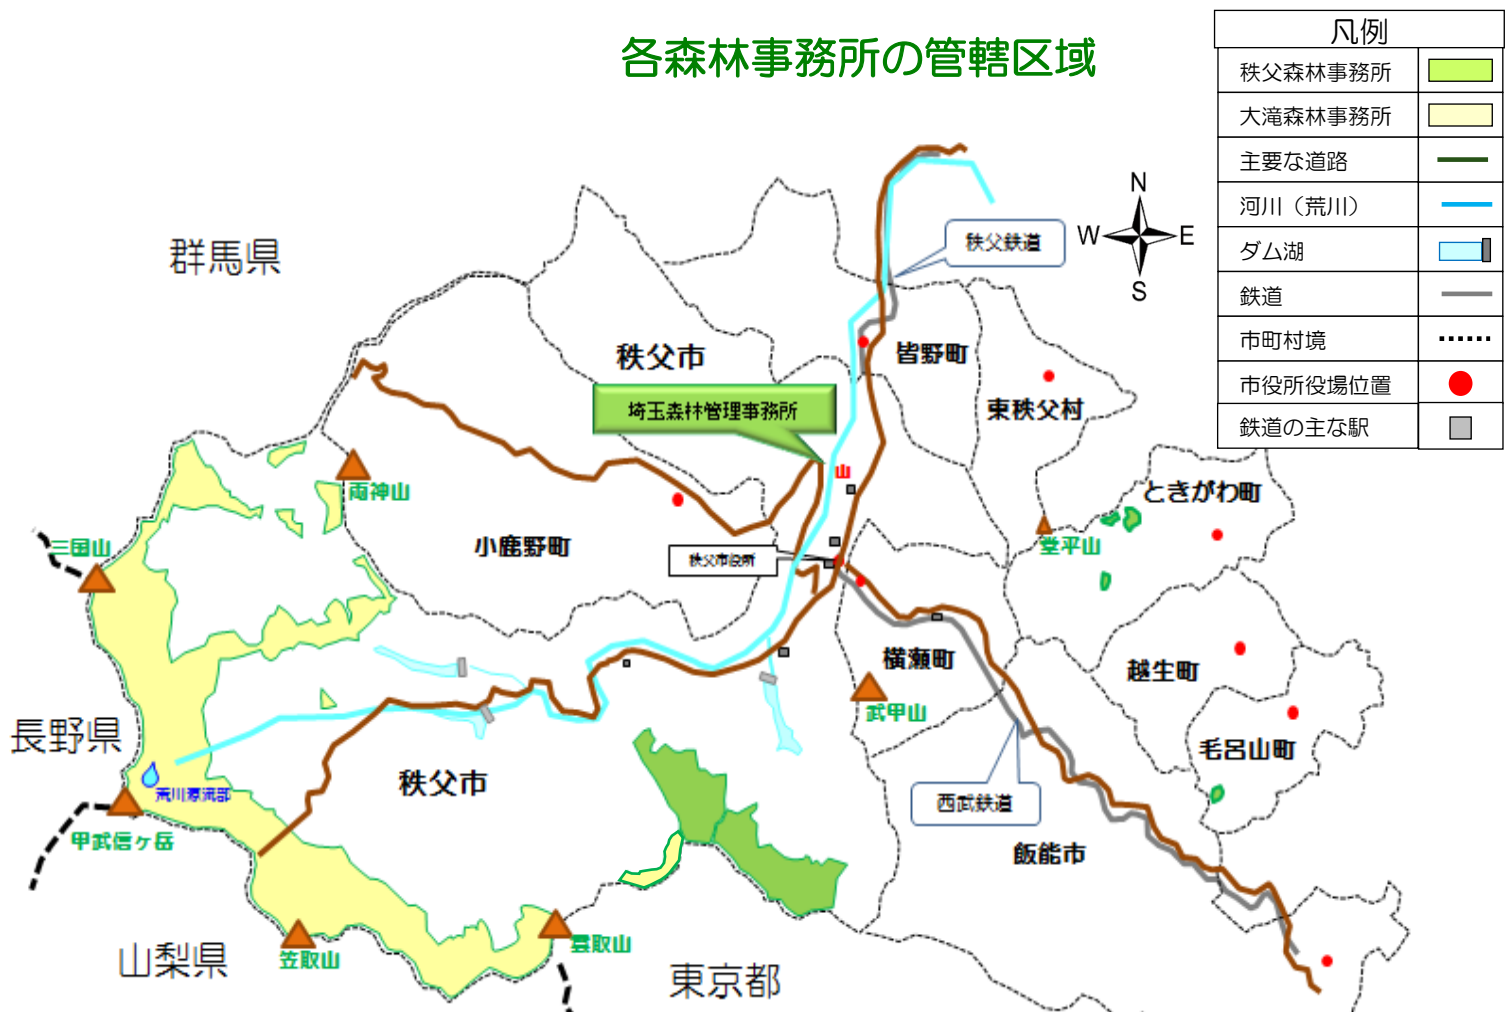 各森林事務所の管轄区域
凡例
秩父森林事務所
大滝森林事務所
主要な道路
河川（荒川）
ダム湖
鉄道
市町村境
市役所役場位置
鉄道の主な駅
N
W
E
S
群馬県
秩父鉄道
秩父市
皆野町
東秩父村
埼玉森林管理事務所
山
両神山
ときがわ町
小鹿野町
秩父市役所
堂平山
三国山
横瀬町
越生町
武甲山
長野県
毛呂山町
秩父市
荒川源流部
西武鉄道
甲武信ヶ岳
飯能市
山梨県
笠取山
雲取山
東京都